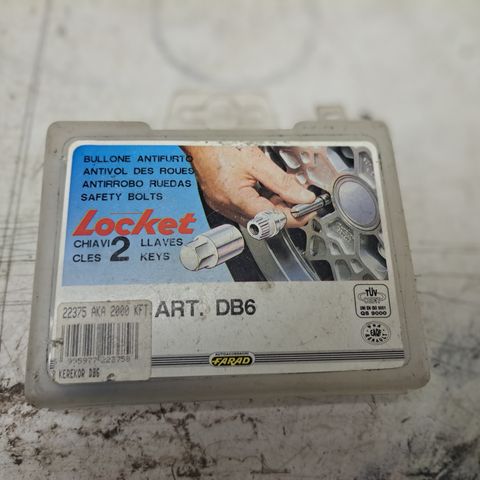 BULLONE ANTIFURTO
ANTIVOL DES ROUES
ANTIRROBO RUEDAS
SAFETY BOLTS
Locket
CHIAVI 2 LLAVES
CLES KEYS
ART. DB6
22375 AKA 2000 KFT.
KEREKOR DB6
FARAD
TÜV
CERT
QS 9000